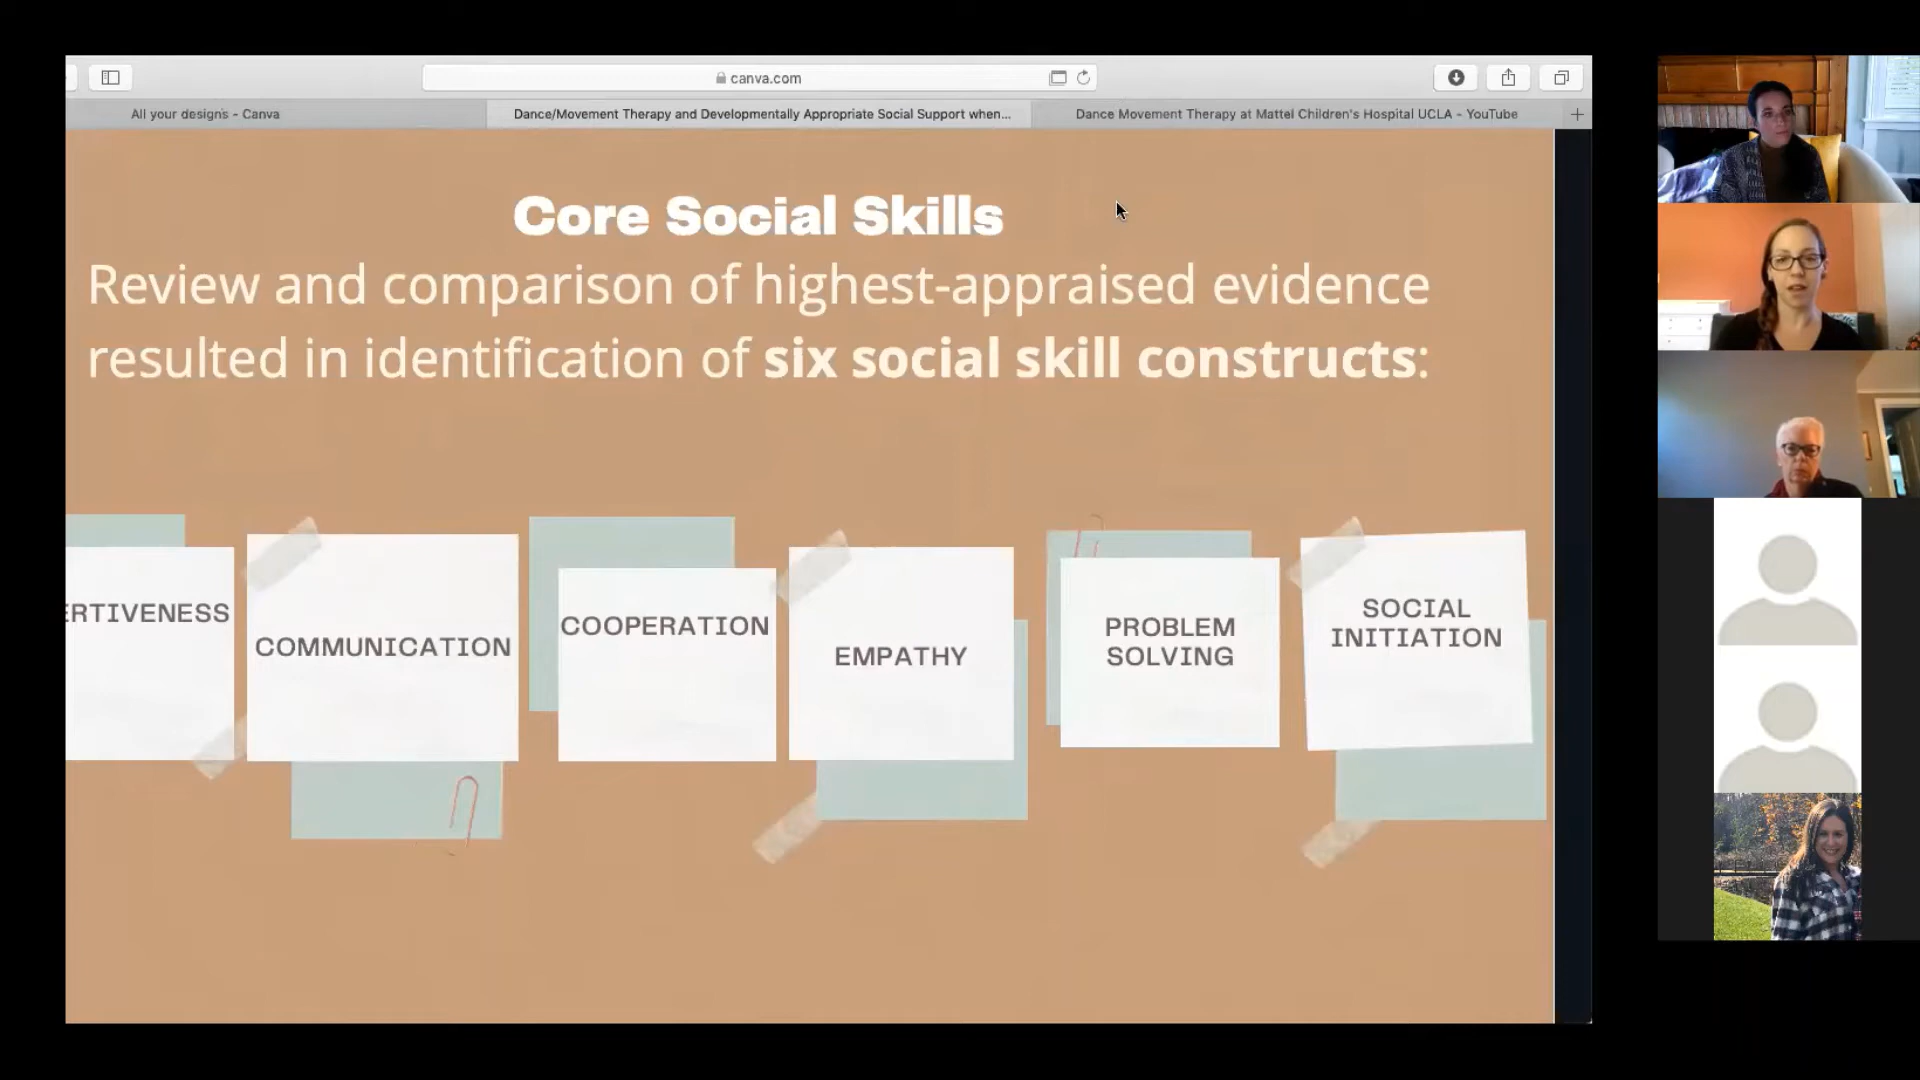 canva.com
All your designs - Canva
Dance/Movement Therapy and Developmentally Appropriate Social Support when...
Dance Movement Therapy at Mattel Children's Hospital UCLA - YouTube
Core Social Skills
Review and comparison of highest-appraised evidence
resulted in identification of six social skill constructs:
ERTIVENESS
COMMUNICATION
COOPERATION
EMPATHY
PROBLEM
SOLVING
SOCIAL
INITIATION